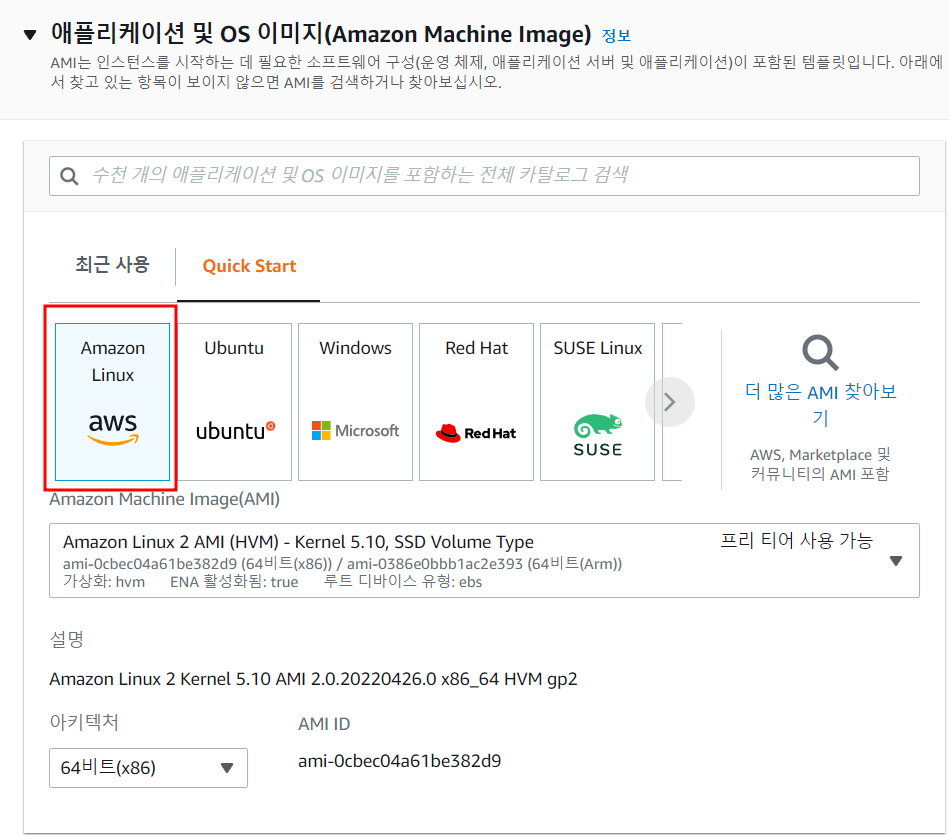 ▼ 애플리케이션 및 OS 이미지(Amazon Machine Image) 정보
AMI는 인스턴스를 시작하는 데 필요한 소프트웨어 구성(운영 체제, 애플리케이션 서버 및 애플리케이션)이 포함된 템플릿입니다. 아래에
서 찾고 있는 항목이 보이지 않으면 AMI를 검색하거나 찾아보십시오.
수천 개의 애플리케이션 및 OS 이미지를 포함하는 전체 카탈로그 검색
최근 사용
Quick Start
Amazon
Linux
aws
Ubuntu
ubuntu
Windows
Microsoft
Red Hat
Red Hat
SUSE Linux
SUSE
더 많은 AMI 찾아보
기
AWS, Marketplace 및
커뮤니티의 AMI 포함
Amazon Machine Image(AMI)
Amazon Linux 2 AMI (HVM) - Kernel 5.10, SSD Volume Type 프리 티어 사용 가능
ami-0cbec04a61be382d9 (64비트(x86)) / ami-0386e0bbb1ac2e393 (64비트(Arm))
가상화: hvm ENA 활성화됨: true 루트 디바이스 유형: ebs
설명
Amazon Linux 2 Kernel 5.10 AMI 2.0.20220426.0 x86_64 HVM gp2
아키텍처
64비트(x86)
AMI ID
ami-0cbec04a61be382d9